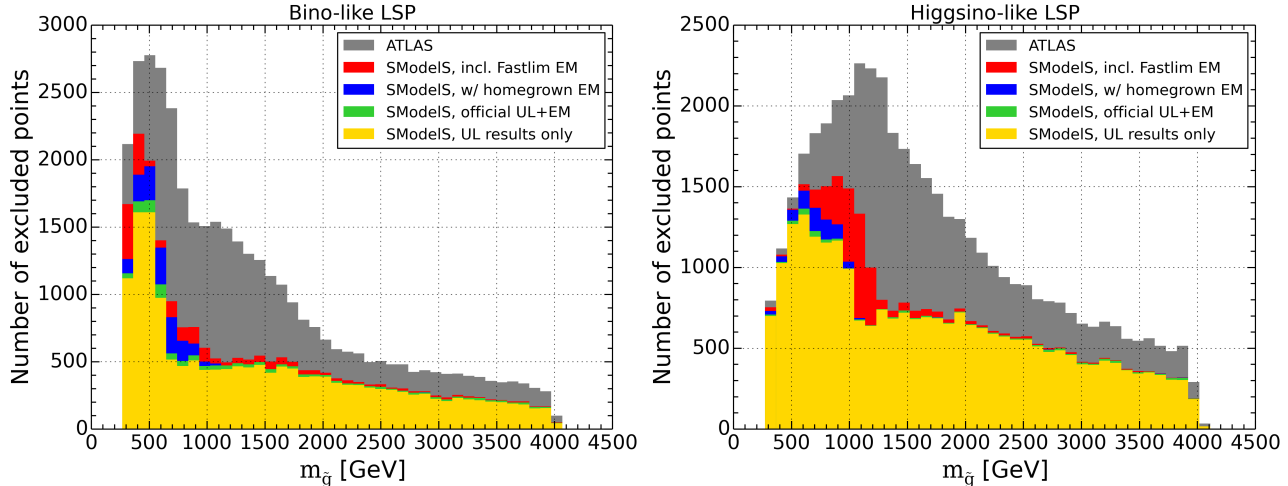 Bino-like LSP
Number of excluded points
3000
2500
2000
1500
1000
500
0
ATLAS
SModelS, incl. Fastlim EM
SModelS, w/ homegrown EM
SModelS, official UL+EM
SModelS, UL results only
0 500 1000 1500 2000 2500 3000 3500 4000 4500
m_g̃ [GeV]
Higgsino-like LSP
Number of excluded points
2500
2000
1500
1000
500
0
ATLAS
SModelS, incl. Fastlim EM
SModelS, w/ homegrown EM
SModelS, official UL+EM
SModelS, UL results only
0 500 1000 1500 2000 2500 3000 3500 4000 4500
m_g̃ [GeV]